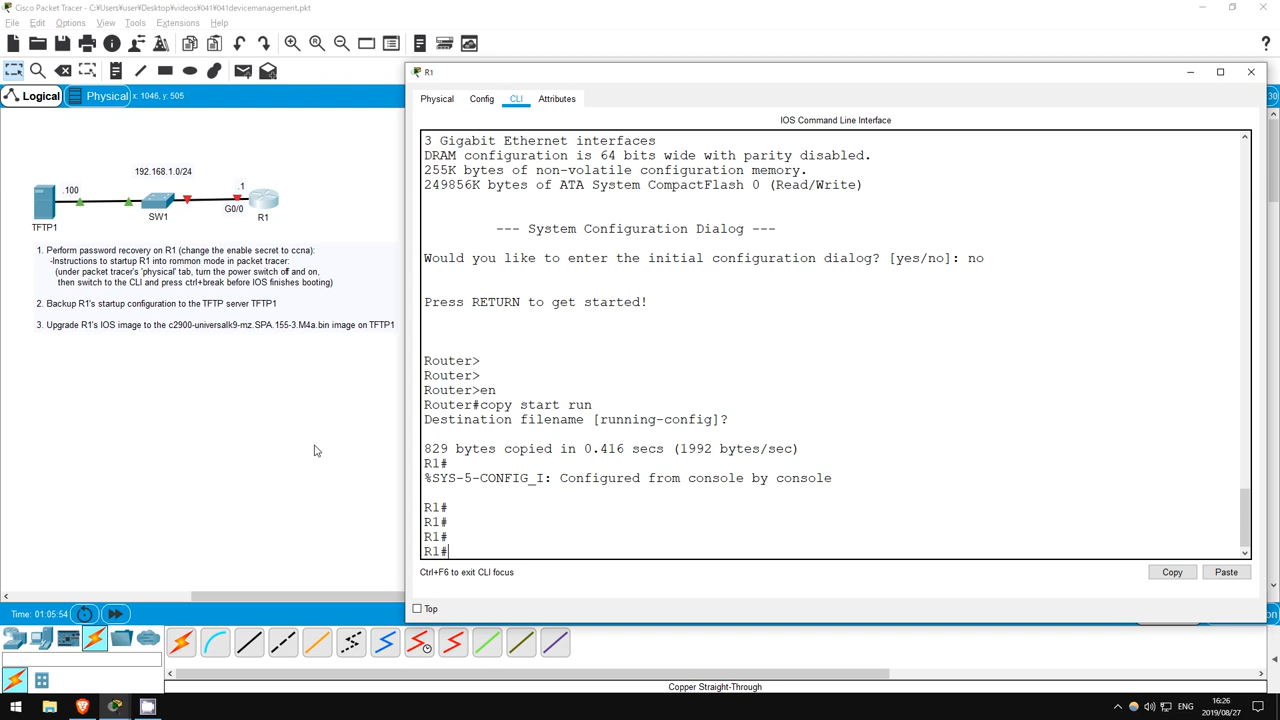 Cisco Packet Tracer - C:\Users\user\Desktop\videos\041\041devicemanagement.pkt
File Edit Options View Tools Extensions Help
Logical Physical x: 1046, y: 505
192.168.1.0/24
.100
.1
G0/0
TFTP1
SW1
R1
1. Perform password recovery on R1 (change the enable secret to ccna):
-Instructions to startup R1 into rommon mode in packet tracer:
(under packet tracer's 'physical' tab, turn the power switch off and on,
then switch to the CLI and press ctrl+break before IOS finishes booting)
2. Backup R1's startup configuration to the TFTP server TFTP1
3. Upgrade R1's IOS image to the c2900-universalk9-mz.SPA.155-3.M4a.bin image on TFTP1
R1
Physical Config CLI Attributes
IOS Command Line Interface
3 Gigabit Ethernet interfaces
DRAM configuration is 64 bits wide with parity disabled.
255K bytes of non-volatile configuration memory.
249856K bytes of ATA System CompactFlash 0 (Read/Write)
--- System Configuration Dialog ---
Would you like to enter the initial configuration dialog? [yes/no]: no
Press RETURN to get started!
Router>
Router>
Router>en
Router#copy start run
Destination filename [running-config]?
829 bytes copied in 0.416 secs (1992 bytes/sec)
R1#
%SYS-5-CONFIG_I: Configured from console by console
R1#
R1#
R1#
R1#
Ctrl+F6 to exit CLI focus
Copy Paste
Top
Time: 01:05:54
Copper Straight-Through
ENG
16:26
2019/08/27